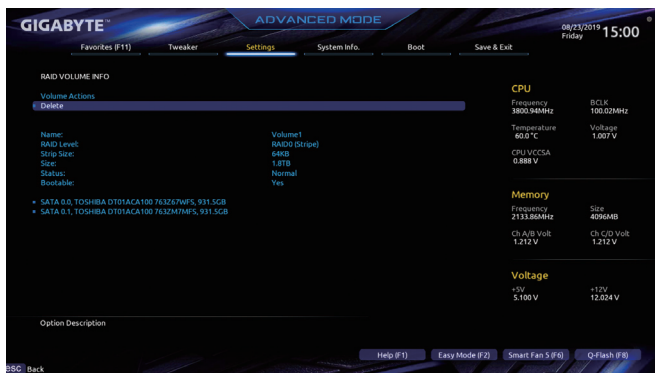 GIGABYTE™
ADVANCED MODE
08/23/2019 Friday 15:00
Favorites (F11) Tweaker Settings System Info. Boot Save & Exit
RAID VOLUME INFO
Volume Actions
Delete
Name: Volume1
RAID Level: RAID0 (Stripe)
Strip Size: 64KB
Size: 1.8TB
Status: Normal
Bootable: Yes
SATA 0.0, TOSHIBA DT01ACA100 763Z67WFS, 931.5GB
SATA 0.1, TOSHIBA DT01ACA100 763ZM7MFS, 931.5GB
CPU
Frequency BCLK
3800.94MHz 100.02MHz
Temperature Voltage
60.0 °C 1.007 V
CPU VCCSA
0.888 V
Memory
Frequency Size
2133.86MHz 4096MB
Ch A/B Volt Ch C/D Volt
1.212 V 1.212 V
Voltage
+5V +12V
5.100 V 12.024 V
Option Description
Help (F1) Easy Mode (F2) Smart Fan 5 (F6) Q-Flash (F8)
esc Back